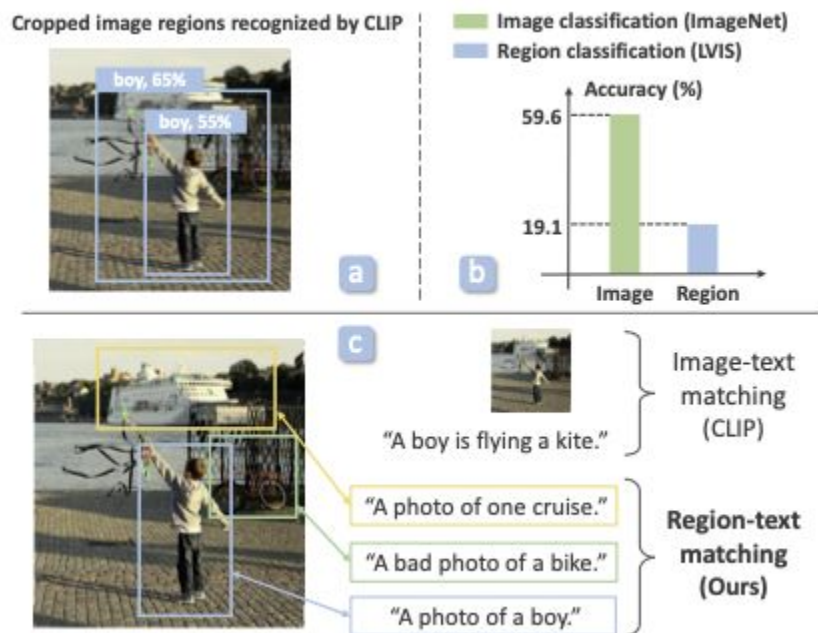 Cropped image regions recognized by CLIP
boy, 65%
boy, 55%
a
Image classification (ImageNet)
Region classification (LVIS)
Accuracy (%)
59.6
19.1
Image Region
b
c
"A boy is flying a kite."
Image-text
matching
(CLIP)
"A photo of one cruise."
"A bad photo of a bike."
"A photo of a boy."
Region-text
matching
(Ours)